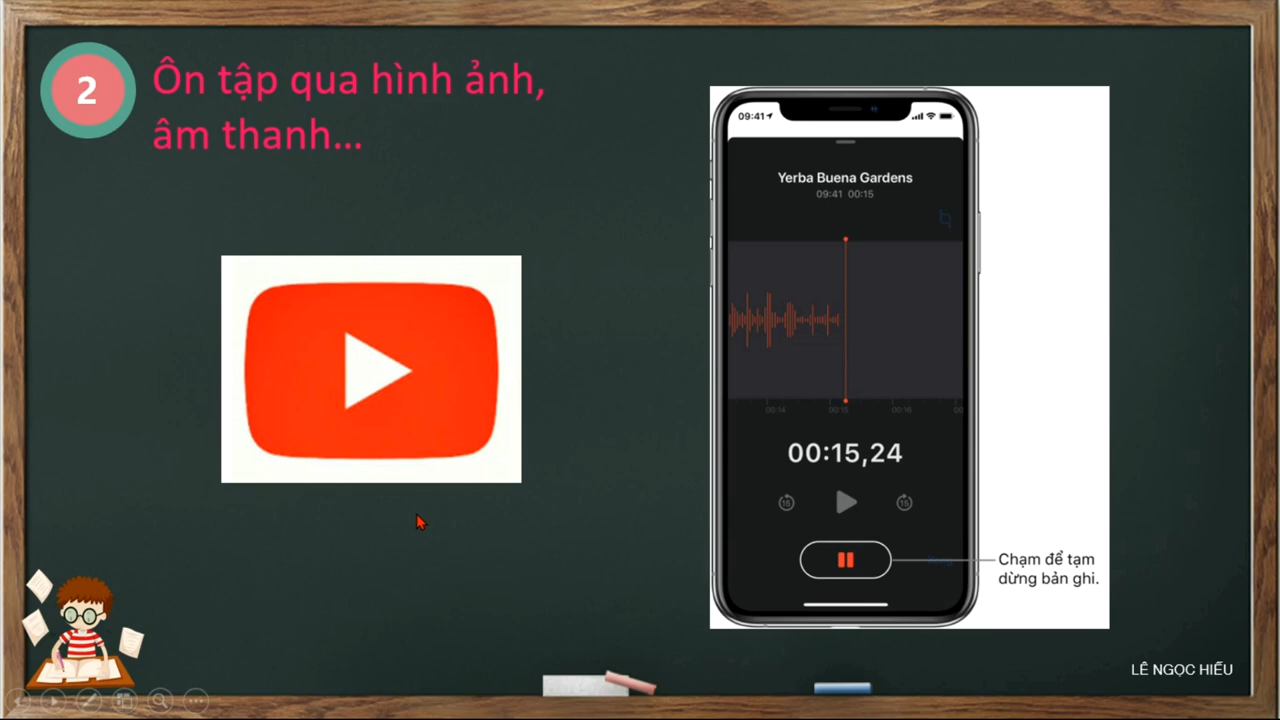 2
Ôn tập qua hình ảnh,
âm thanh...
09:41
Yerba Buena Gardens
09:41 00:15
00:14
00:15
00:16
00
00:15,24
15
15
Chạm để tạm
dừng bản ghi.
LÊ NGỌC HIẾU